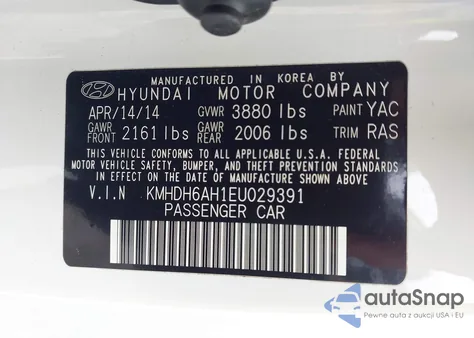 MANUFACTURED IN KOREA BY
HYUNDAI MOTOR COMPANY
APR/14/14 GVWR 3880 lbs PAINT YAC
GAWR FRONT 2161 lbs GAWR REAR 2006 lbs TRIM RAS
THIS VEHICLE CONFORMS TO ALL APPLICABLE U.S.A. FEDERAL
MOTOR VEHICLE SAFETY, BUMPER, AND THEFT PREVENTION STANDARDS
IN EFFECT ON THE DATE OF MANUFACTURE SHOWN ABOVE.
V.I.N KMHDH6AH1EU029391
PASSENGER CAR
autoSnap
Pewne auta z aukcji USA i EU